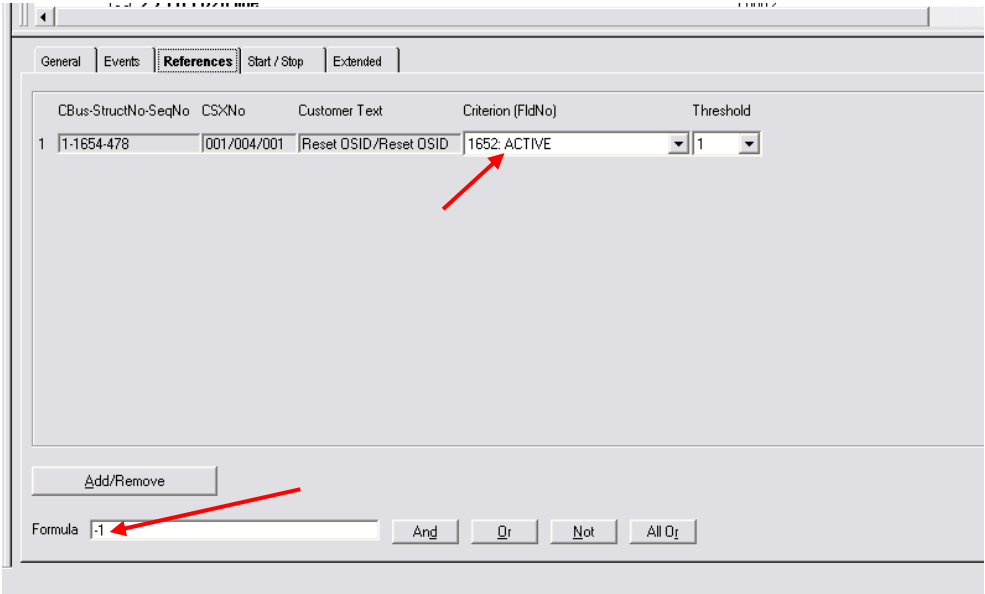 General Events References Start / Stop Extended
CBus-StructNo-SeqNo CSXNo Customer Text Criterion (FldNo) Threshold
1 1-1654-478 001/004/001 Reset OSID/Reset OSID 1652: ACTIVE 1
Add/Remove
Formula -1 And Or Not All Or